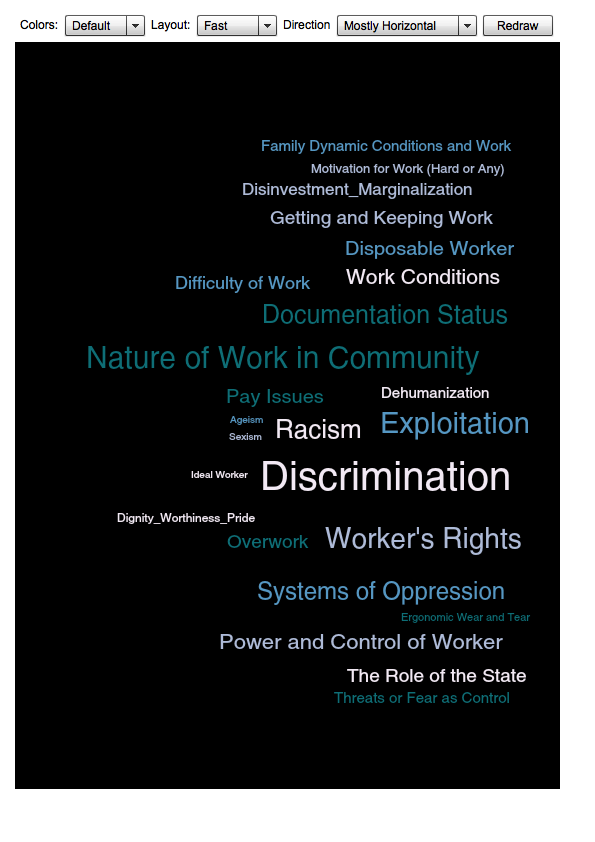 Colors: Default Layout: Fast Direction Mostly Horizontal Redraw
Family Dynamic Conditions and Work
Motivation for Work (Hard or Any)
Disinvestment_Marginalization
Getting and Keeping Work
Disposable Worker
Difficulty of Work Work Conditions
Documentation Status
Nature of Work in Community
Pay Issues Dehumanization
Ageism
Sexism Racism Exploitation
Ideal Worker Discrimination
Dignity_Worthiness_Pride
Overwork Worker's Rights
Systems of Oppression
Ergonomic Wear and Tear
Power and Control of Worker
The Role of the State
Threats or Fear as Control